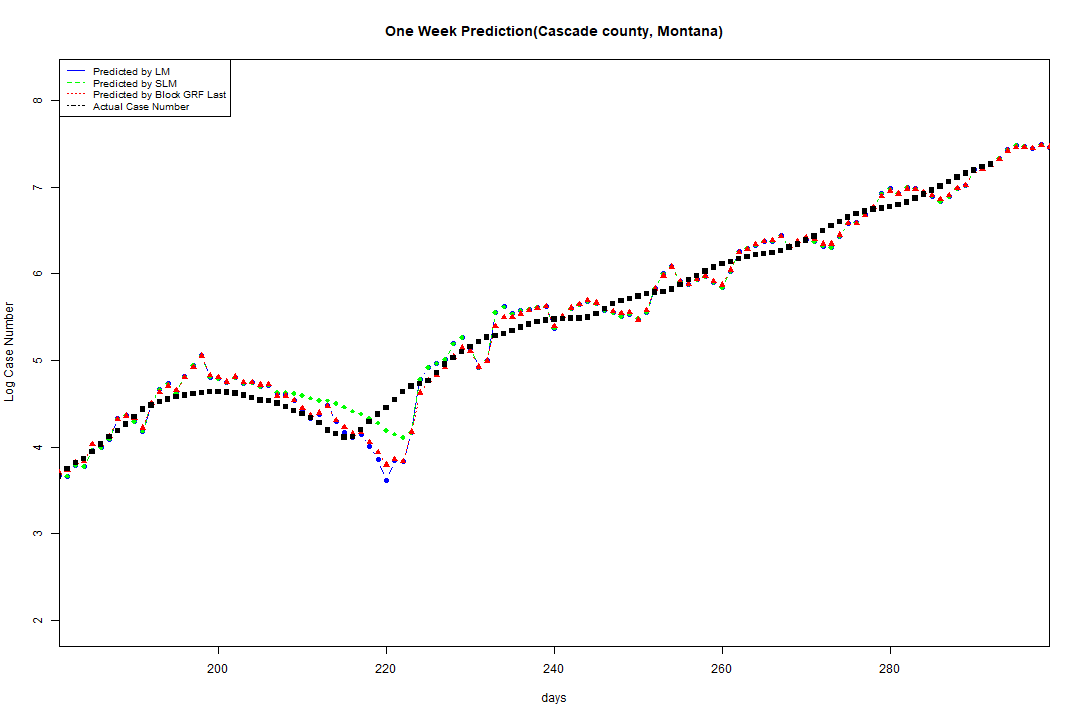 One Week Prediction(Cascade county, Montana)
Predicted by LM
Predicted by SLM
Predicted by Block GRF Last
Actual Case Number
Log Case Number
8
7
6
5
4
3
2
200 220 240 260 280
days